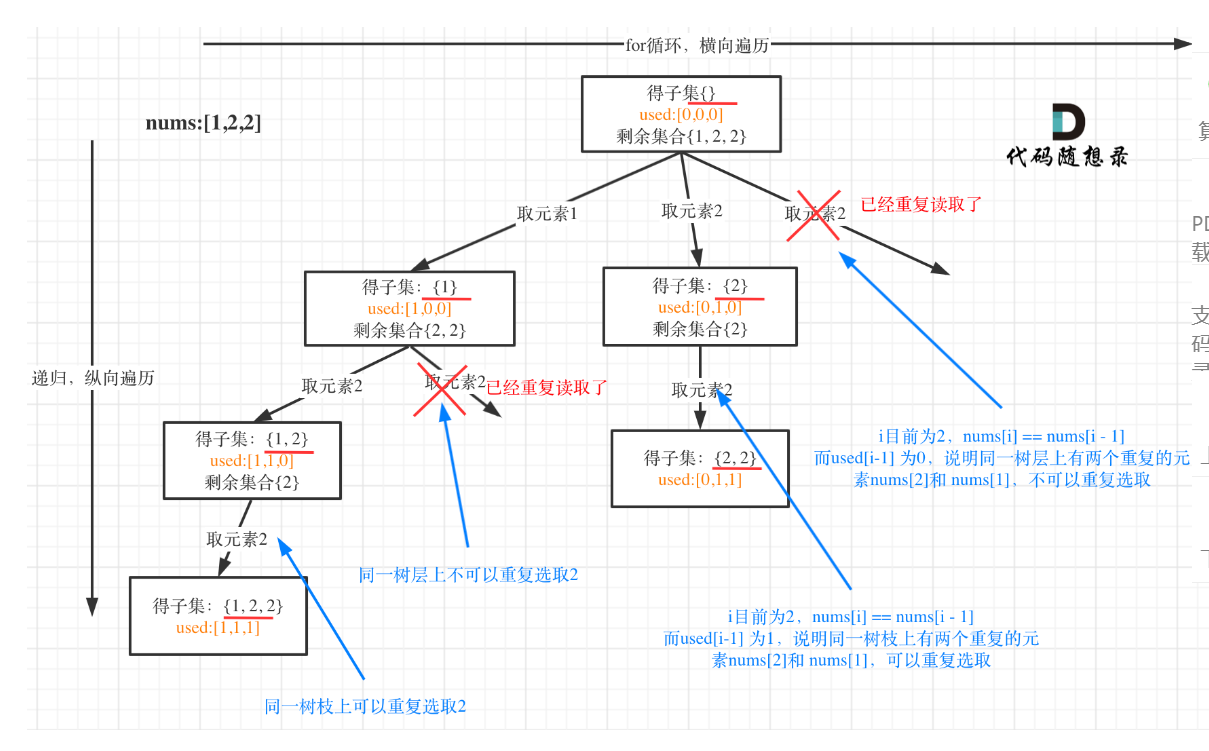 for循环，横向遍历
nums:[1,2,2]
得子集{}
used:[0,0,0]
剩余集合{1, 2, 2}
代码随想录
算
取元素1
取元素2
取元素2
已经重复读取了
PD
载
得子集：{1}
used:[1,0,0]
剩余集合{2, 2}
得子集：{2}
used:[0,1,0]
剩余集合{2}
支
码
递归，纵向遍历
取元素2
取元素2
已经重复读取了
取元素2
得子集：{1, 2}
used:[1,1,0]
剩余集合{2}
得子集：{2, 2}
used:[0,1,1]
i目前为2，nums[i] == nums[i - 1]
而used[i-1] 为0，说明同一树层上有两个重复的元
素nums[2]和 nums[1]，不可以重复选取
取元素2
同一树层上不可以重复选取2
得子集：{1, 2, 2}
used:[1,1,1]
i目前为2，nums[i] == nums[i - 1]
而used[i-1] 为1，说明同一树枝上有两个重复的元
素nums[2]和 nums[1]，可以重复选取
同一树枝上可以重复选取2